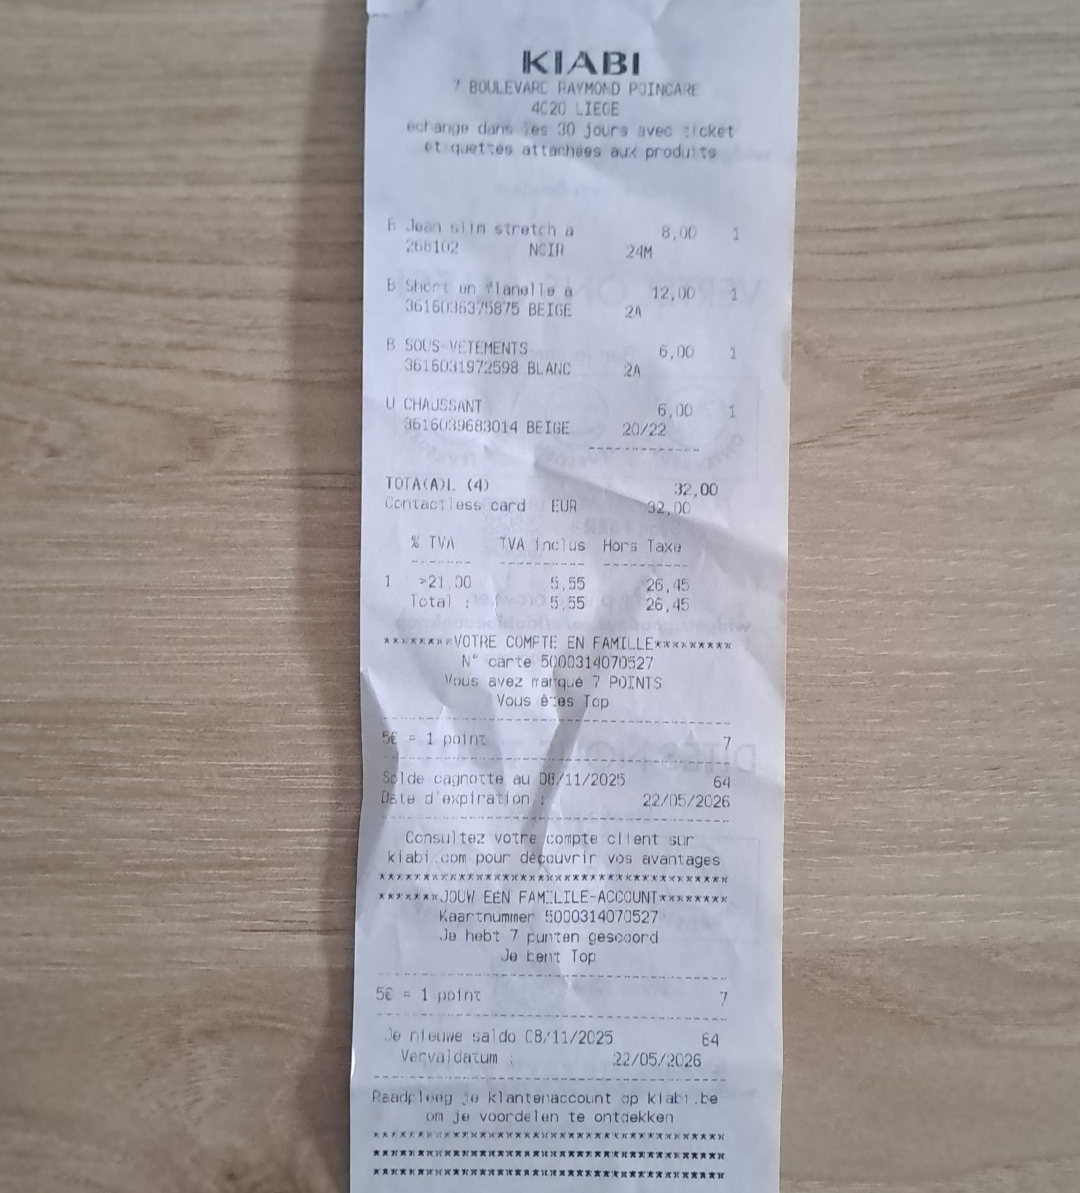 KIABI
7 BOULEVARD RAYMOND POINCARE
4020 LIEGE
echange dans les 30 jours avec ticket
et quettes attachées aux produits
B Jean slim stretch a 8,00 1
268102 NOIR 24M
B Short en flanelle a 12,00 1
3616036375875 BEIGE 2A
B SOUS-VETEMENTS 6,00 1
3616031972598 BLANC 2A
U CHAUSSANT 6,00 1
3616039683014 BEIGE 20/22
------------
TOTA(A)L (4) 32,00
Contactless card EUR 32,00
% TVA TVA inclus Hors Taxe
------- --------- ---------
1 >21,00 5,55 26,45
Total : 5,55 26,45
********VOTRE COMPTE EN FAMILLE*********
N° carte 5000314070527
Vous avez marqué 7 POINTS
Vous êtes Top
----------------------------------------
5€ = 1 point 7
----------------------------------------
Solde cagnotte au 08/11/2025 64
Date d'expiration : 22/05/2026
----------------------------------------
Consultez votre compte client sur
kiabi.com pour découvrir vos avantages
****************************************
*******JOUW EEN FAMILILE-ACCOUNT********
Kaartnummer 5000314070527
Je hebt 7 punten gescoord
Je bent Top
----------------------------------------
5€ = 1 point 7
----------------------------------------
Je nieuwe saldo 08/11/2025 64
Vervaldatum : 22/05/2026
----------------------------------------
Raadpleeg je klantenaccount op kiabi.be
om je voordelen te ontdekken
****************************************
****************************************
****************************************